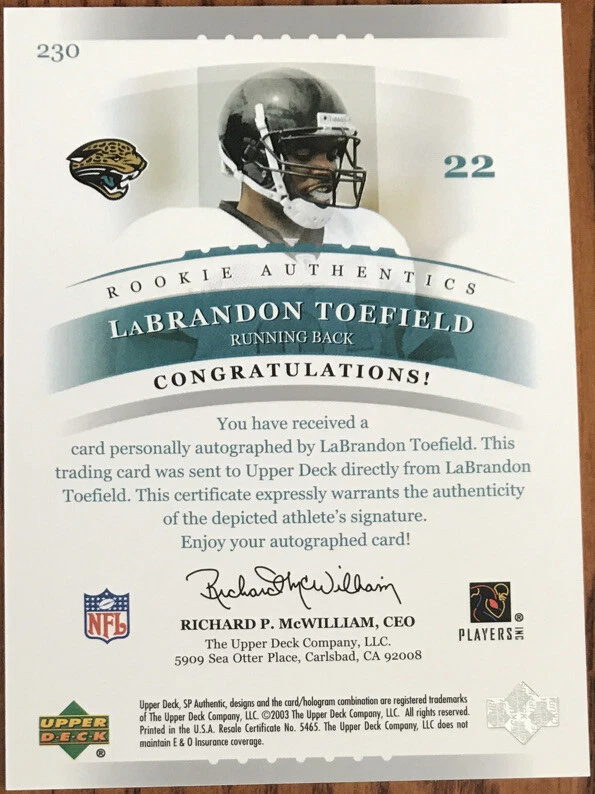 230
22
ROOKIE AUTHENTICS
LABRANDON TOEFIELD
RUNNING BACK
CONGRATULATIONS!
You have received a
card personally autographed by LaBrandon Toefield. This
trading card was sent to Upper Deck directly from LaBrandon
Toefield. This certificate expressly warrants the authenticity
of the depicted athlete's signature.
Enjoy your autographed card!
Richard McWilliam
RICHARD P. McWILLIAM, CEO
The Upper Deck Company, LLC.
5909 Sea Otter Place, Carlsbad, CA 92008
NFL
PLAYERS INC ®
Upper Deck, SP Authentic, designs and the card/hologram combination are registered trademarks
of The Upper Deck Company, LLC. ©2003 The Upper Deck Company, LLC. All rights reserved.
Printed in the U.S.A. Resale Certificate No. 5465. The Upper Deck Company, LLC does not
maintain E & O Insurance coverage.
UPPER
DECK ®